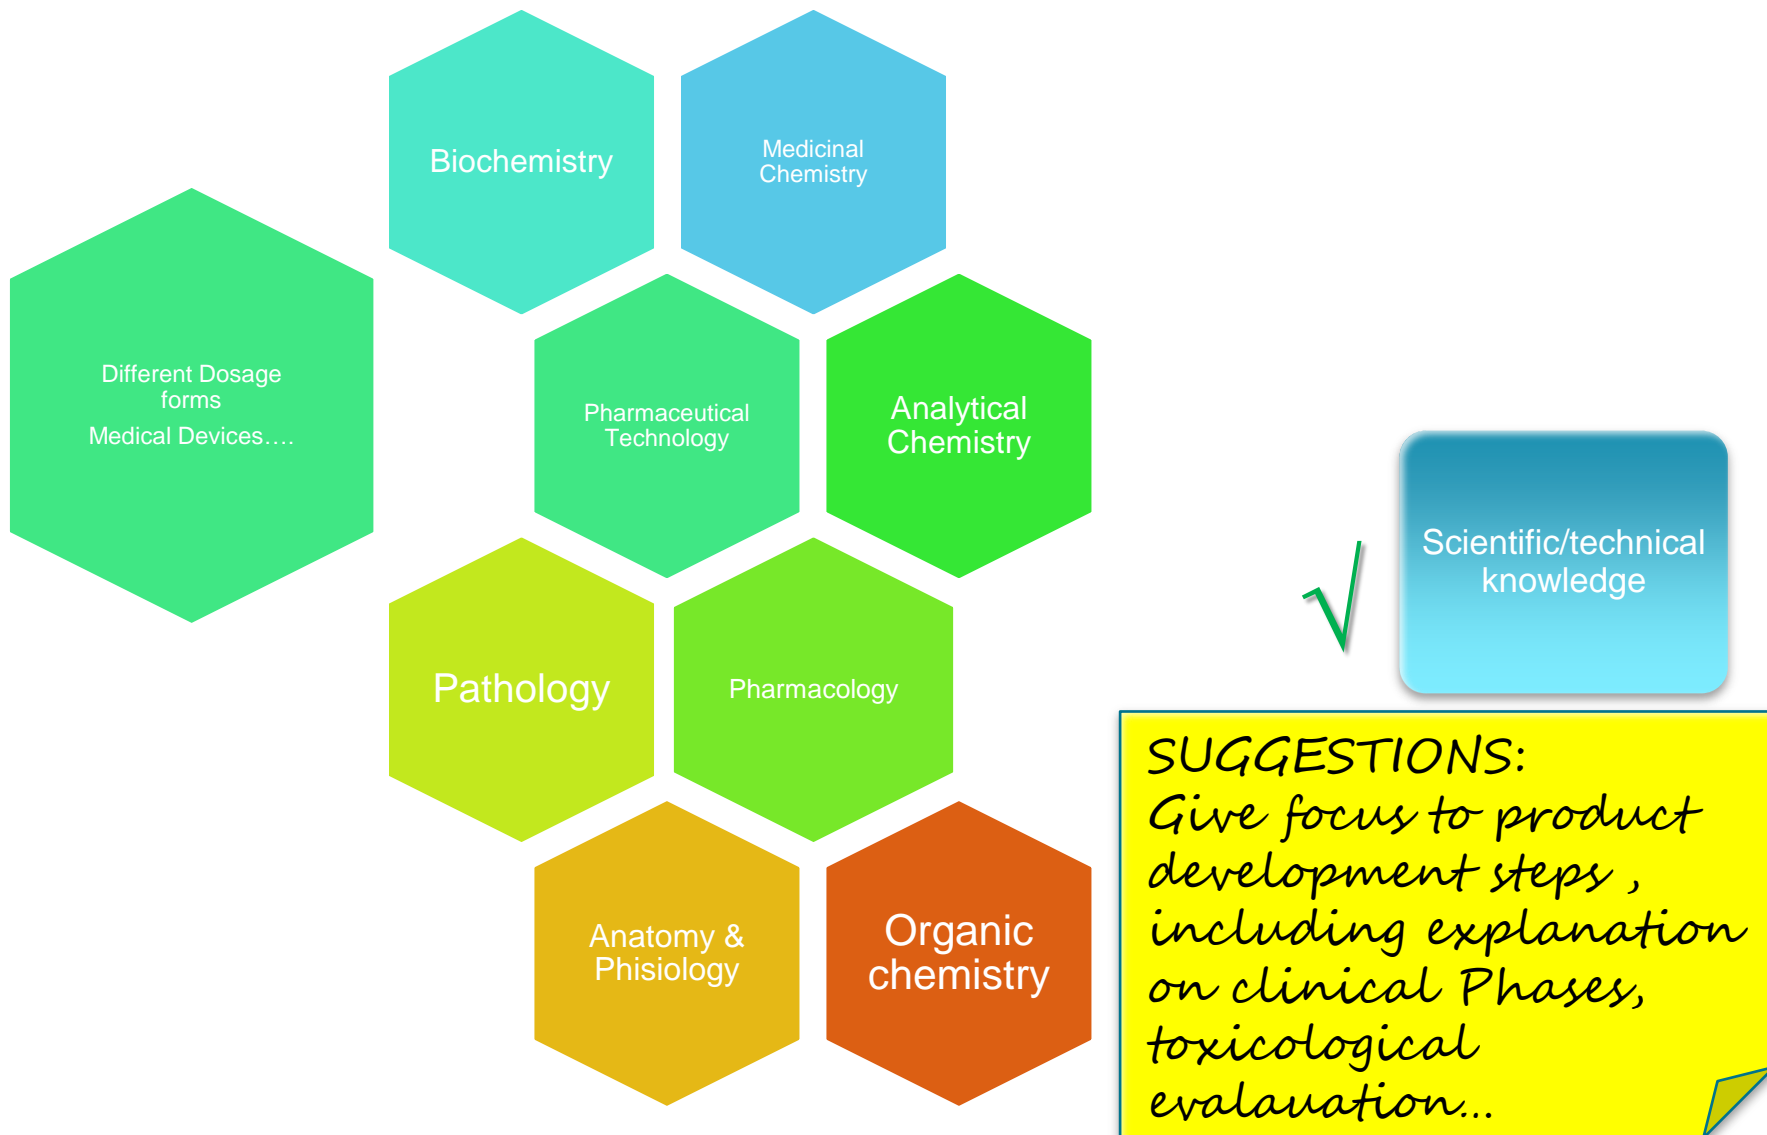 Biochemistry
Medicinal
Chemistry
Different Dosage
forms
Medical Devices….
Pharmaceutical
Technology
Analytical
Chemistry
Scientific/technical
knowledge
√
Pathology
Pharmacology
Anatomy &
Phisiology
Organic
chemistry
SUGGESTIONS:
Give focus to product
development steps ,
including explanation
on clinical Phases,
toxicological
evalauation...